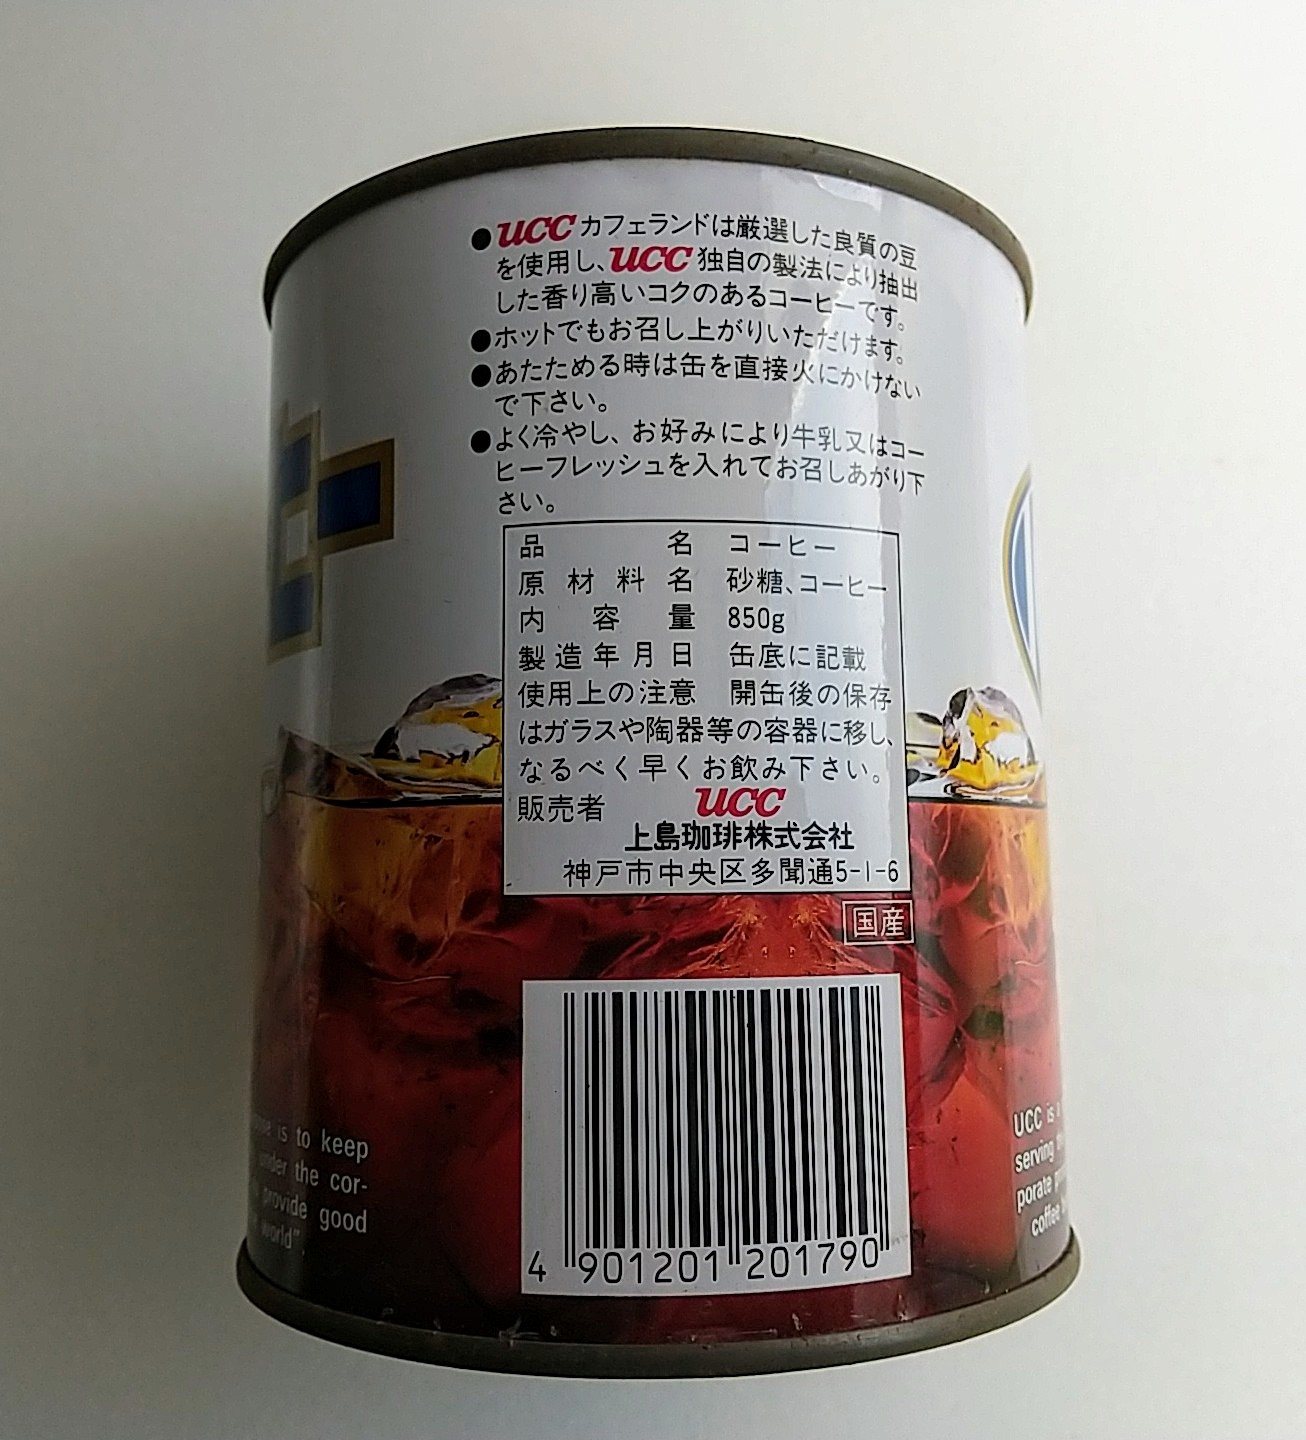 ●UCCカフェランドは厳選した良質の豆
を使用し、UCC独自の製法により抽出
した香り高いコクのあるコーヒーです。
●ホットでもお召し上がりいただけます。
●あたためる時は缶を直接火にかけない
で下さい。
●よく冷やし、お好みにより牛乳又はコー
ヒーフレッシュを入れてお召しあがり下
さい。
品名 コーヒー
原材料名 砂糖、コーヒー
内容量 850g
製造年月日 缶底に記載
使用上の注意 開缶後の保存
はガラスや陶器等の容器に移し、
なるべく早くお飲み下さい。
販売者 UCC
上島珈琲株式会社
神戸市中央区多聞通5-1-6
国産
4 901201 201790
is to keep
the cor-
provide good
world".
UCC is
serving
porate
coffee